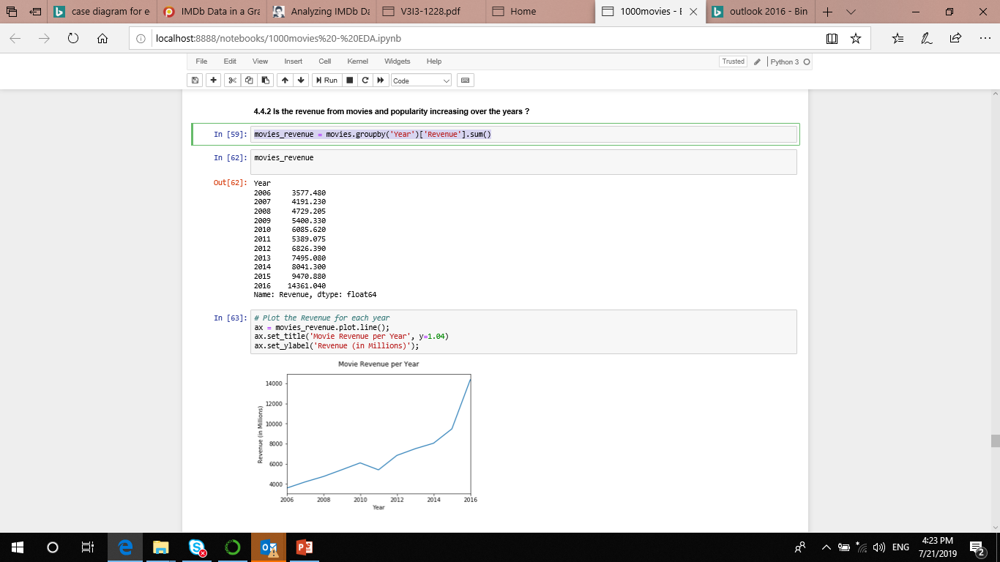 case diagram for e
IMDb Data in a Gra
Analyzing IMDb Da
V3I3-1228.pdf
Home
1000movies - E
outlook 2016 - Bin
localhost:8888/notebooks/1000movies%20-%20EDA.ipynb
File Edit View Insert Cell Kernel Widgets Help
Trusted
Python 3
Run
Code
4.4.2 Is the revenue from movies and popularity increasing over the years ?
In [59]: movies_revenue = movies.groupby('Year')['Revenue'].sum()
In [62]: movies_revenue
Out[62]: Year
2006 3577.480
2007 4191.230
2008 4729.205
2009 5400.330
2010 6085.620
2011 5389.075
2012 6826.390
2013 7495.080
2014 8041.300
2015 9470.880
2016 14361.040
Name: Revenue, dtype: float64
In [63]: # Plot the Revenue for each year
ax = movies_revenue.plot.line();
ax.set_title('Movie Revenue per Year', y=1.04)
ax.set_ylabel('Revenue (in Millions)');
Movie Revenue per Year
14000
12000
10000
8000
6000
4000
Revenue (in Millions)
2006 2008 2010 2012 2014 2016
Year
ENG
4:23 PM
7/21/2019
2